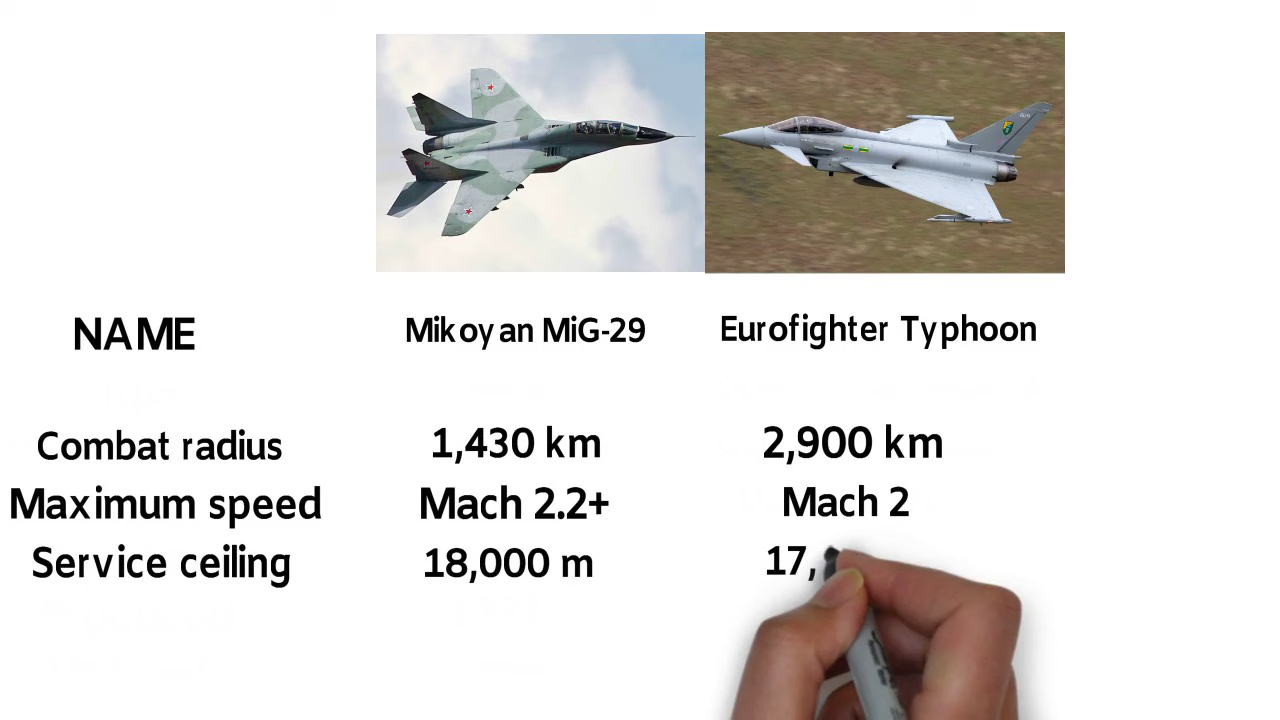 NAME Mikoyan MiG-29 Eurofighter Typhoon
Combat radius 1,430 km 2,900 km
Maximum speed Mach 2.2+ Mach 2
Service ceiling 18,000 m 17,